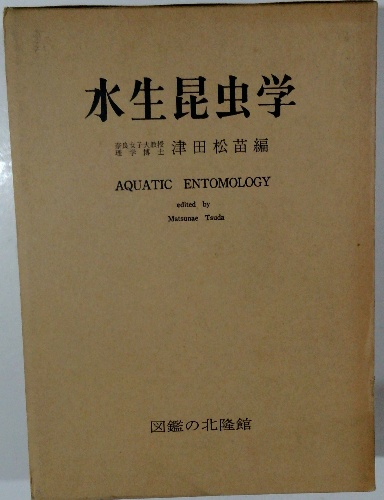 水生昆虫学
奈良女子大教授
理学博士
津田松苗編
AQUATIC ENTOMOLOGY
edited by
Matsunae Tsuda
図鑑の北隆館